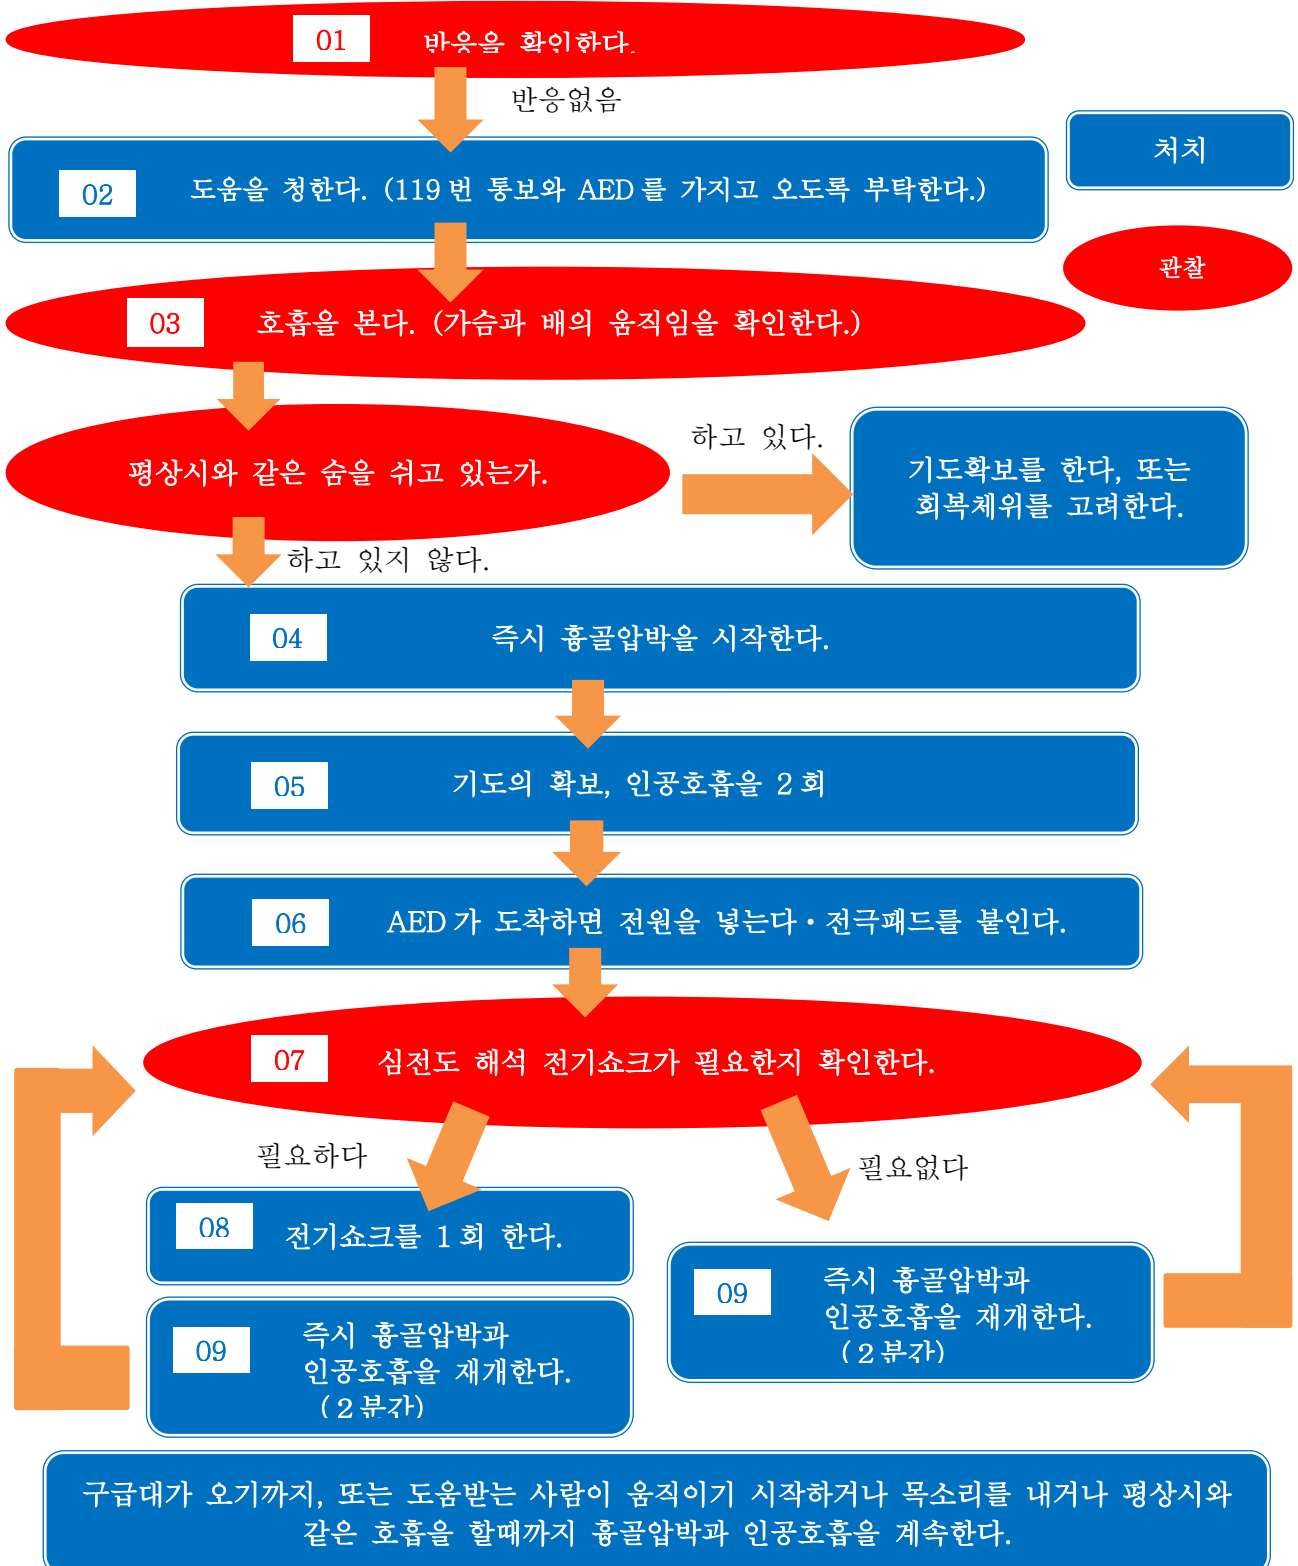 01 반응을 확인한다.
반응없음
처치
02 도움을 청한다. (119번 통보와 AED를 가지고 오도록 부탁한다.)
관찰
03 호흡을 본다. (가슴과 배의 움직임을 확인한다.)
하고 있다.
평상시와 같은 숨을 쉬고 있는가.
기도확보를 한다, 또는
회복체위를 고려한다.
하고 있지 않다.
04 즉시 흉골압박을 시작한다.
05 기도의 확보, 인공호흡을 2회
06 AED가 도착하면 전원을 넣는다・전극패드를 붙인다.
07 심전도 해석 전기쇼크가 필요한지 확인한다.
필요하다
필요없다
08 전기쇼크를 1회 한다.
09 즉시 흉골압박과
인공호흡을 재개한다.
(2분간)
09 즉시 흉골압박과
인공호흡을 재개한다.
(2분간)
구급대가 오기까지, 또는 도움받는 사람이 움직이기 시작하거나 목소리를 내거나 평상시와
같은 호흡을 할때까지 흉골압박과 인공호흡을 계속한다.